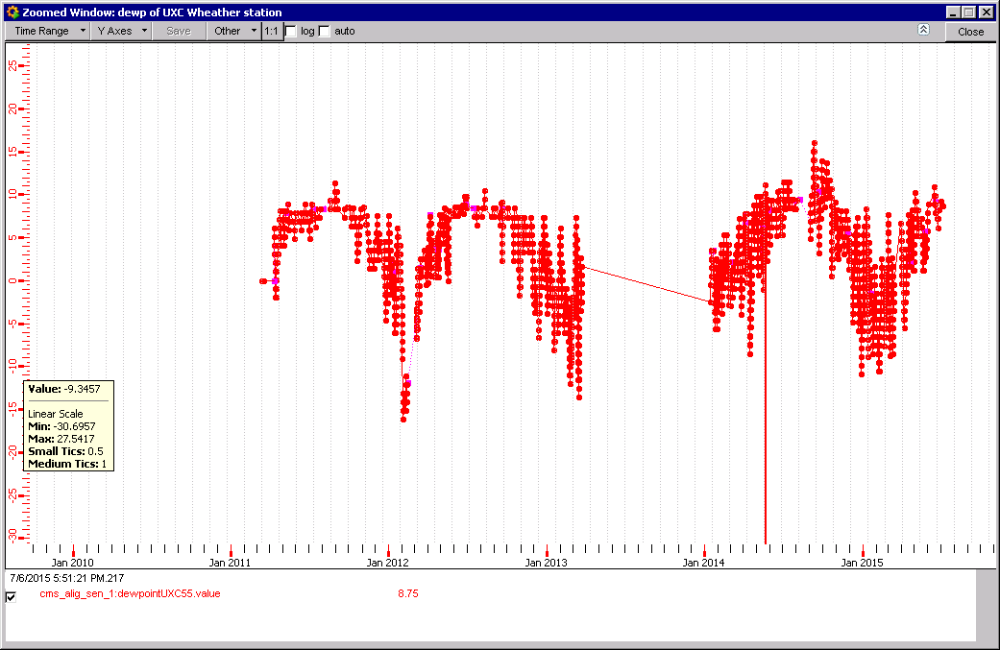 Zoomed Window: dewp of UXC Wheather station
Time Range Y Axes Save Other 1:1 log auto Close
25
20
15
10
5
0
-5
-10
-15
-20
-25
-30
Value: -9.3457
Linear Scale
Min: -30.6957
Max: 27.5417
Small Tics: 0.5
Medium Tics: 1
Jan 2010 Jan 2011 Jan 2012 Jan 2013 Jan 2014 Jan 2015
7/6/2015 5:51:21 PM.217
cms_alig_sen_1:dewpointUXC55.value 8.75